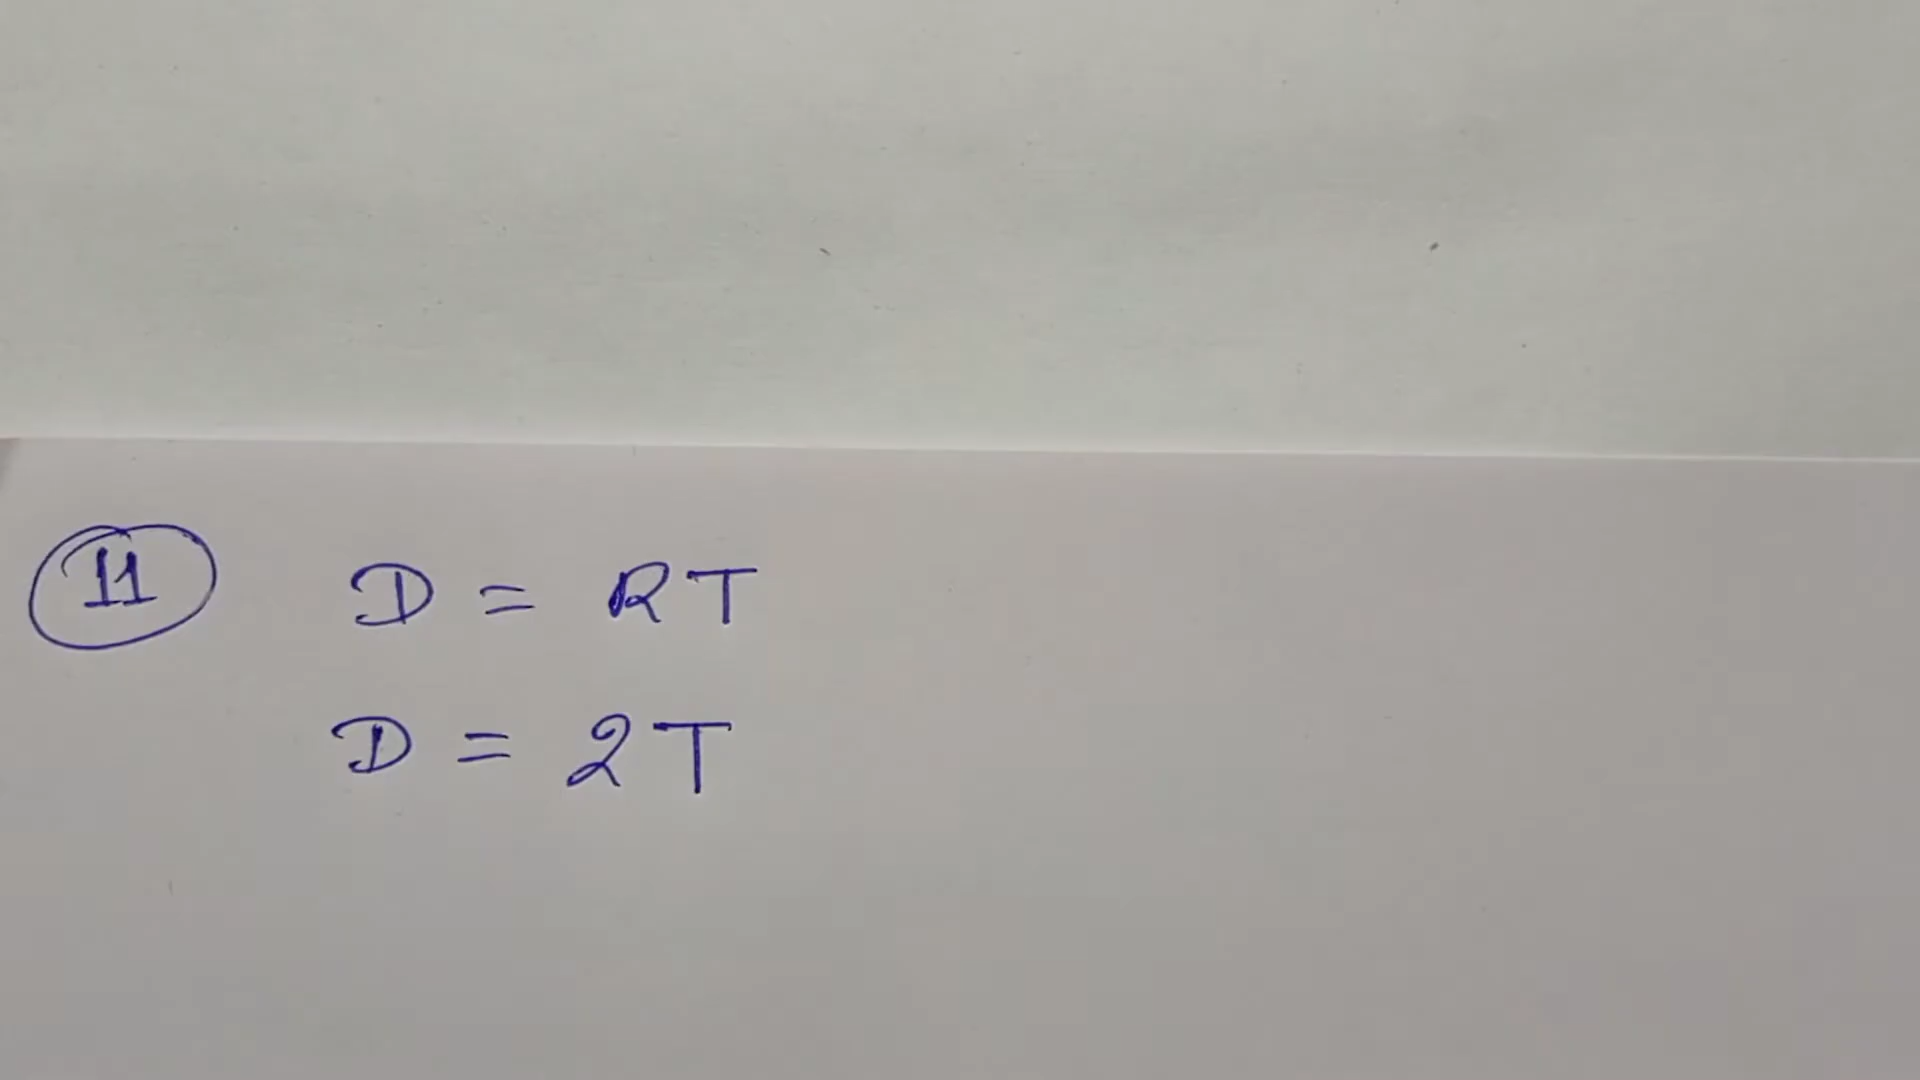 11 D = RT
D = 2T